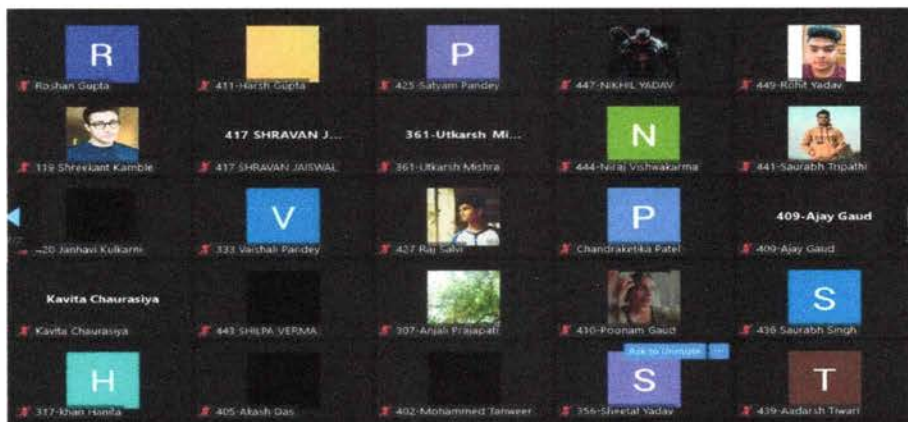 R
P
Roshan Gupta
411-Harsh Gupta
425-Satyam Pandey
447-NIKHIL YADAV
449-Rohit Yadav
417 SHRAVAN J...
361-Utkarsh Mi...
N
119 Shreekant Kamble
417 SHRAVAN JAISWAL
361-Utkarsh Mishra
444-Niraj Vishwakarma
441-Saurabh Tripathi
V
P
409-Ajay Gaud
420 Janhavi Kulkarni
333 Vaishali Pandey
427 Raj Salvi
Chandraketika Patel
409-Ajay Gaud
Kavita Chaurasiya
S
Kavita Chaurasiya
443 SHILPA VERMA
307-Anjali Prajapati
410-Poonam Gaud
436 Saurabh Singh
Ask to Unmute
H
S
T
317-khan Hanifa
405-Akash Das
402-Mohammed Tanweer
356-Sheetal Yadav
439-Aadarsh Tiwari